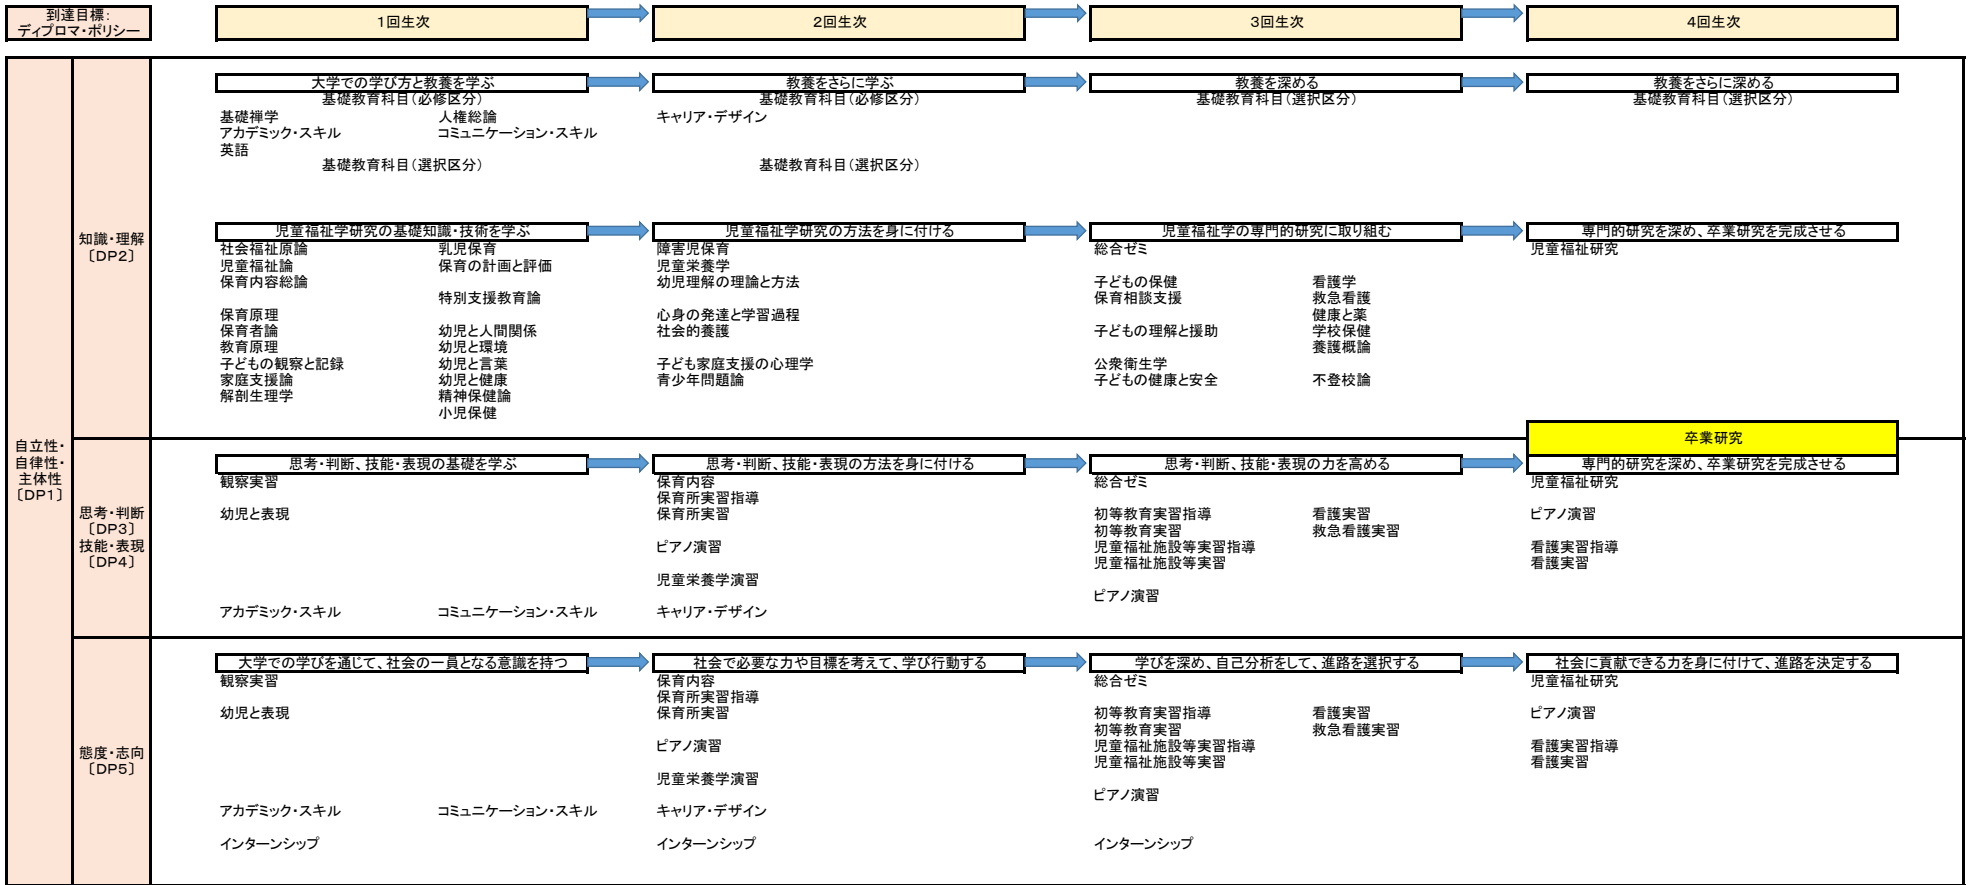 到達目標:
ディプロマ・ポリシー
1回生次
2回生次
3回生次
4回生次
自立性・
自律性・
主体性
〔DP1〕
知識・理解
〔DP2〕
大学での学び方と教養を学ぶ
教養をさらに学ぶ
教養を深める
教養をさらに深める
基礎教育科目(必修区分)
基礎教育科目(必修区分)
基礎教育科目(選択区分)
基礎教育科目(選択区分)
基礎禅学 人権総論 キャリア・デザイン
アカデミック・スキル コミュニケーション・スキル
英語
基礎教育科目(選択区分) 基礎教育科目(選択区分)
児童福祉学研究の基礎知識・技術を学ぶ
児童福祉学研究の方法を身に付ける
児童福祉学の専門的研究に取り組む
専門的研究を深め、卒業研究を完成させる
社会福祉原論 乳児保育 障害児保育 総合ゼミ 児童福祉研究
児童福祉論 保育の計画と評価 児童栄養学
保育内容総論 幼児理解の理論と方法 子どもの保健 看護学
特別支援教育論 保育相談支援 救急看護
保育原理 心身の発達と学習過程 健康と薬
保育者論 幼児と人間関係 社会的養護 子どもの理解と援助 学校保健
教育原理 幼児と環境 養護概論
子どもの観察と記録 幼児と言葉 子ども家庭支援の心理学 公衆衛生学
家庭支援論 幼児と健康 青少年問題論 子どもの健康と安全 不登校論
解剖生理学 精神保健論
小児保健
卒業研究
思考・判断
〔DP3〕
技能・表現
〔DP4〕
思考・判断、技能・表現の基礎を学ぶ
思考・判断、技能・表現の方法を身に付ける
思考・判断、技能・表現の力を高める
専門的研究を深め、卒業研究を完成させる
観察実習 保育内容 総合ゼミ 児童福祉研究
保育所実習指導
幼児と表現 保育所実習 初等教育実習指導 看護実習 ピアノ演習
初等教育実習 救急看護実習
ピアノ演習 児童福祉施設等実習指導 看護実習指導
児童福祉施設等実習 看護実習
児童栄養学演習
ピアノ演習
アカデミック・スキル コミュニケーション・スキル キャリア・デザイン
態度・志向
〔DP5〕
大学での学びを通じて、社会の一員となる意識を持つ
社会で必要な力や目標を考えて、学び行動する
学びを深め、自己分析をして、進路を選択する
社会に貢献できる力を身に付けて、進路を決定する
観察実習 保育内容 総合ゼミ 児童福祉研究
保育所実習指導
幼児と表現 保育所実習 初等教育実習指導 看護実習 ピアノ演習
初等教育実習 救急看護実習
ピアノ演習 児童福祉施設等実習指導 看護実習指導
児童福祉施設等実習 看護実習
児童栄養学演習
ピアノ演習
アカデミック・スキル コミュニケーション・スキル キャリア・デザイン
インターンシップ インターンシップ インターンシップ